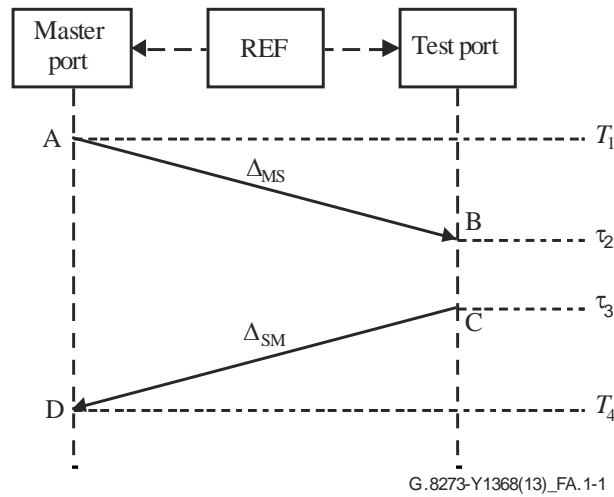 Master port
REF
Test port
A
T1
ΔMS
B
τ2
τ3
C
ΔSM
D
T4
G.8273-Y1368(13)_FA.1-1